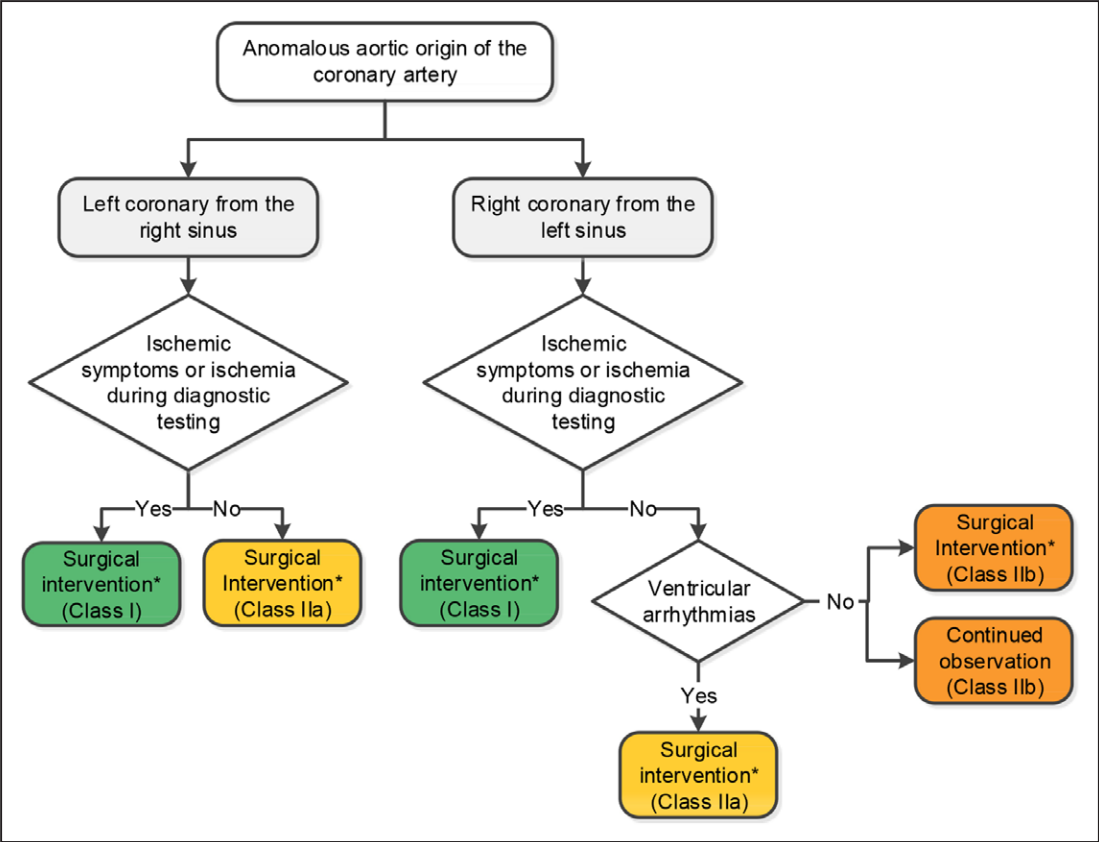 Anomalous aortic origin of the
coronary artery
Left coronary from the
right sinus
Right coronary from the
left sinus
Ischemic
symptoms or ischemia
during diagnostic
testing
Ischemic
symptoms or ischemia
during diagnostic
testing
Yes
No
Yes
No
Surgical
intervention*
(Class I)
Surgical
Intervention*
(Class IIa)
Surgical
intervention*
(Class I)
Ventricular
arrhythmias
No
Surgical
Intervention*
(Class IIb)
Continued
observation
(Class IIb)
Yes
Surgical
intervention*
(Class IIa)